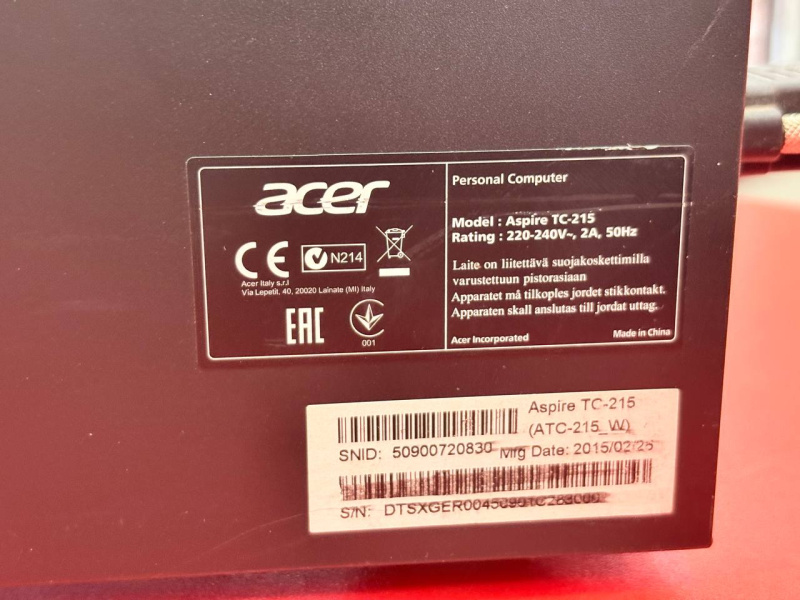 acer
CE N214
Acer Italy s.r.l
Via Lepetit, 40, 20020 Lainate (MI) Italy
EAC
001
Personal Computer
Model : Aspire TC-215
Rating : 220-240V~, 2A, 50Hz
Laite on liitettävä suojakoskettimilla
varustettuun pistorasiaan
Apparatet må tilkoples jordet stikkontakt.
Apparaten skall anslutas till jordat uttag.
Acer Incorporated Made in China
Aspire TC-215
(ATC-215_W)
SNID: 50900720830 Mfg Date: 2015/02/25
S/N: